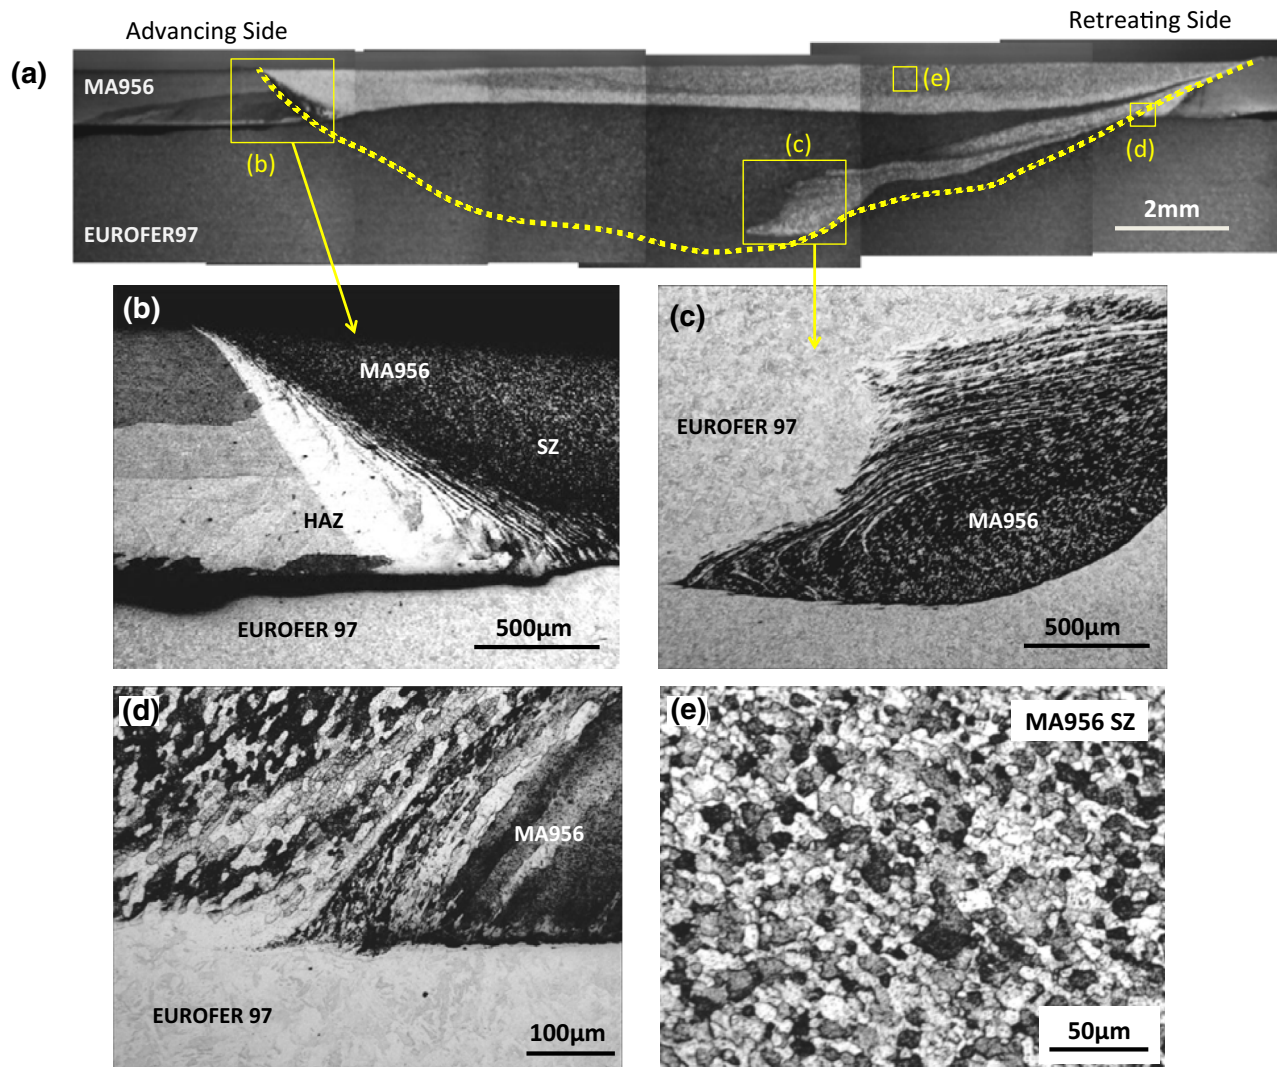 Advancing Side
Retreating Side
(a)
MA956
(e)
(b)
(c)
(d)
2mm
EUROFER97
(b)
MA956
SZ
HAZ
EUROFER 97
500μm
(c)
EUROFER 97
MA956
500μm
(d)
MA956
EUROFER 97
100μm
(e)
MA956 SZ
50μm